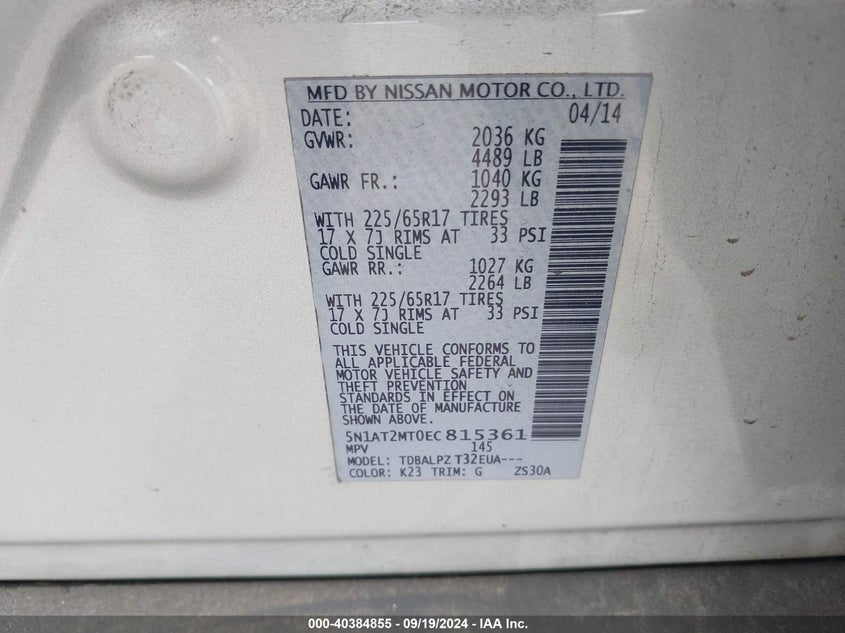 MFD BY NISSAN MOTOR CO., LTD.
DATE: 04/14
GVWR: 2036 KG
4489 LB
GAWR FR.: 1040 KG
2293 LB
WITH 225/65R17 TIRES
17 X 7J RIMS AT 33 PSI
COLD SINGLE
GAWR RR.: 1027 KG
2264 LB
WITH 225/65R17 TIRES
17 X 7J RIMS AT 33 PSI
COLD SINGLE
THIS VEHICLE CONFORMS TO
ALL APPLICABLE FEDERAL
MOTOR VEHICLE SAFETY AND
THEFT PREVENTION
STANDARDS IN EFFECT ON
THE DATE OF MANUFACTURE
SHOWN ABOVE.
5N1AT2MT0EC815361
MPV 145
MODEL: TDBALPZ T32EUA---
COLOR: K23 TRIM: G ZS30A
000-40384855 - 09/19/2024 - IAA Inc.